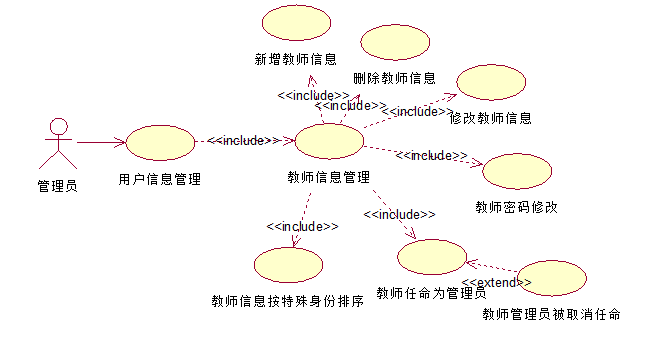 新增教师信息
删除教师信息
<<include>>
<<include>>
<<include>>
修改教师信息
<<include>>
<<include>>
管理员
用户信息管理
教师信息管理
教师密码修改
<<include>>
<<include>>
教师信息按特殊身份排序
教师任命为管理员
<<extend>>
教师管理员被取消任命